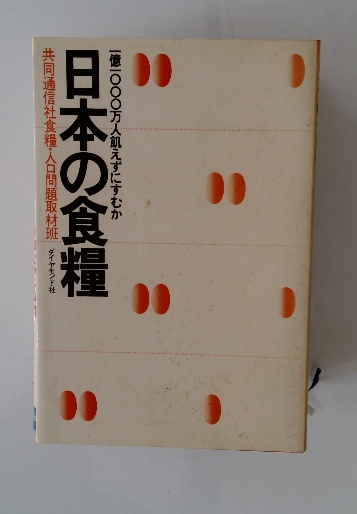 一億一〇〇〇万人飢えずにすむか
日本の食糧
共同通信社食糧・人口問題取材班
ダイヤモンド社